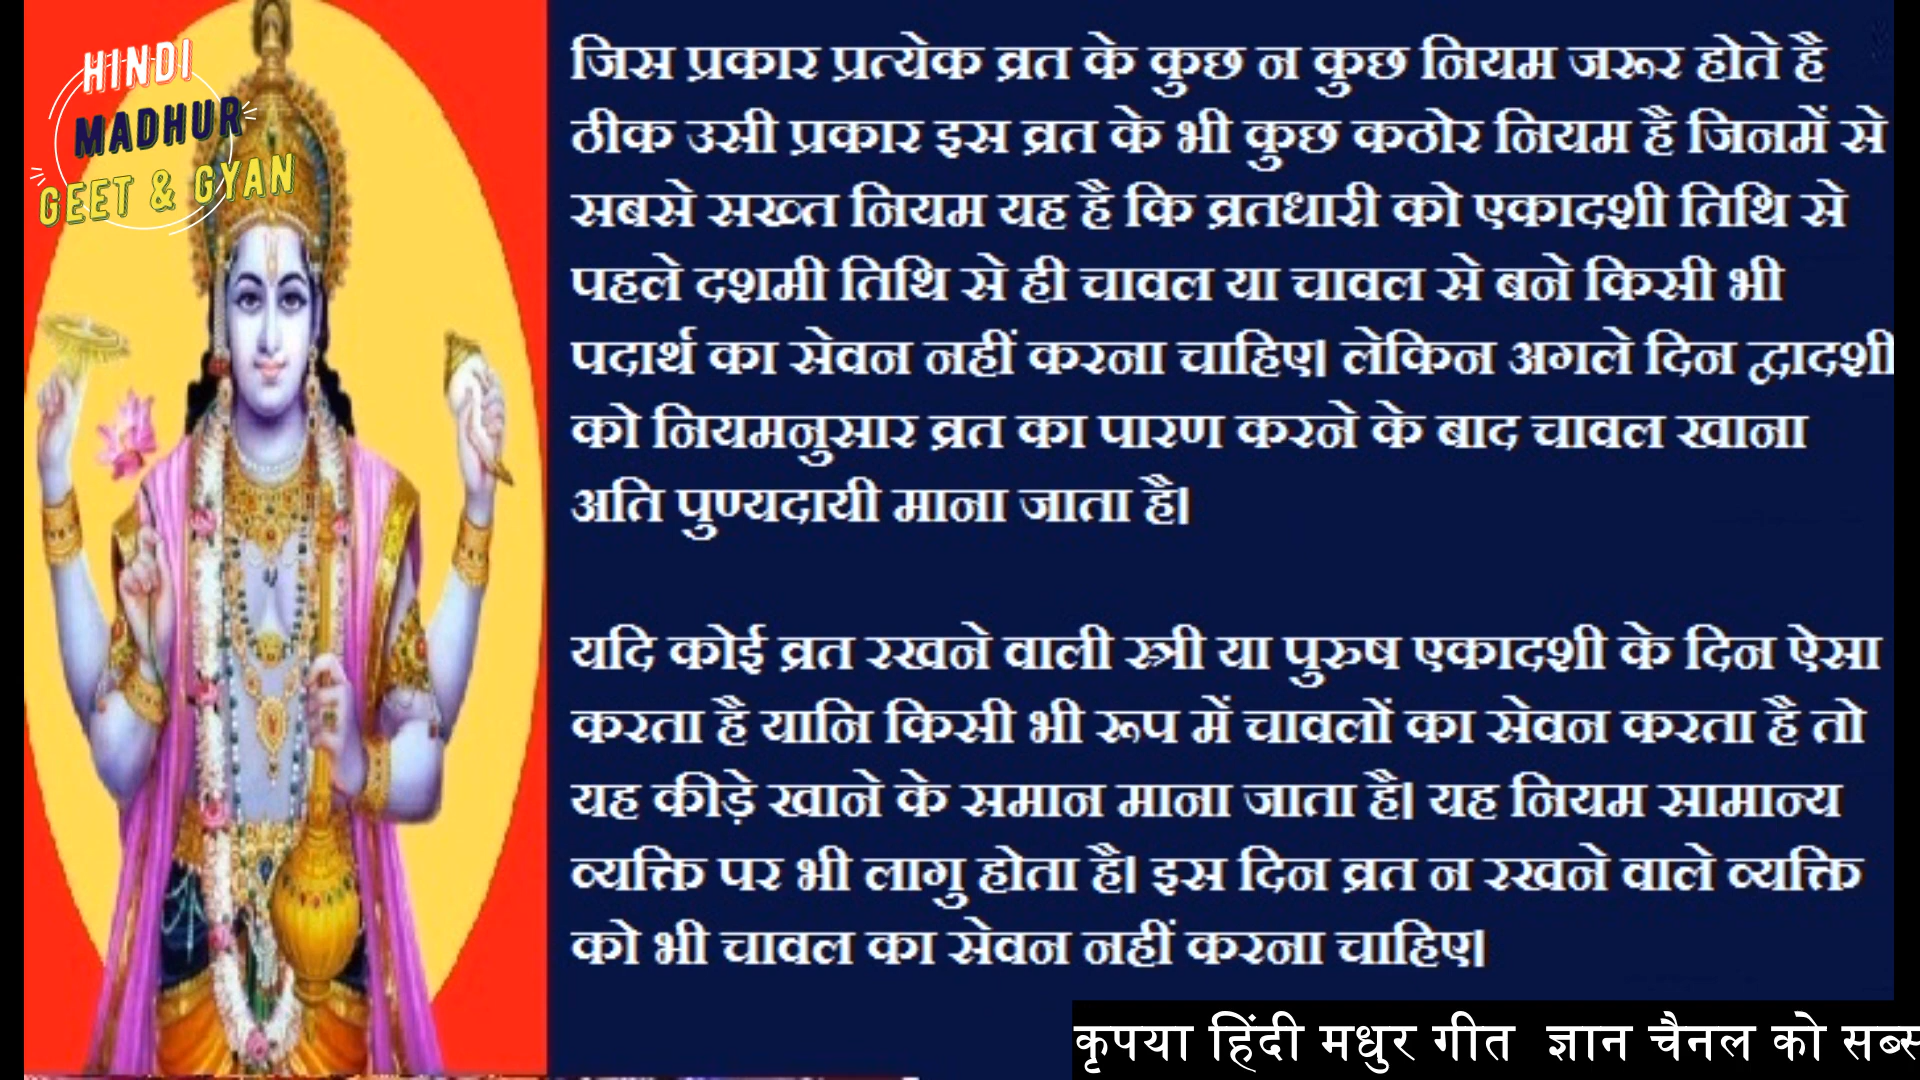 HINDI
MADHUR
GEET & GYAN
जिस प्रकार प्रत्येक व्रत के कुछ न कुछ नियम जरूर होते है
ठीक उसी प्रकार इस व्रत के भी कुछ कठोर नियम है जिनमें से
सबसे सख्त नियम यह है कि व्रतधारी को एकादशी तिथि से
पहले दशमी तिथि से ही चावल या चावल से बने किसी भी
पदार्थ का सेवन नहीं करना चाहिए। लेकिन अगले दिन द्वादशी
को नियमनुसार व्रत का पारण करने के बाद चावल खाना
अति पुण्यदायी माना जाता है।
यदि कोई व्रत रखने वाली स्त्री या पुरुष एकादशी के दिन ऐसा
करता है यानि किसी भी रूप में चावलों का सेवन करता है तो
यह कीड़े खाने के समान माना जाता है। यह नियम सामान्य
व्यक्ति पर भी लागु होता है। इस दिन व्रत न रखने वाले व्यक्ति
को भी चावल का सेवन नहीं करना चाहिए।
कृपया हिंदी मधुर गीत ज्ञान चैनल को